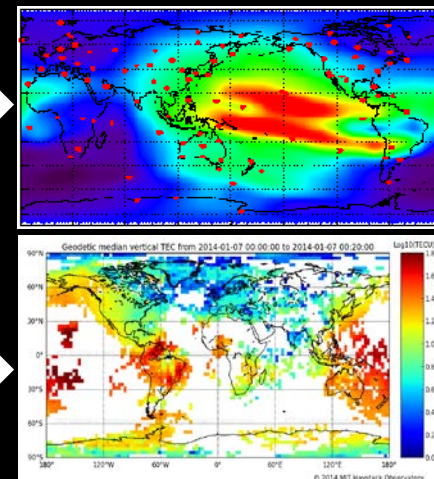 Geodetic median vertical TEC from 2014-01-07 00:00:00 to 2014-01-07 00:20:00
Log10(TECU)
90°N
60°N
30°N
0°
30°S
60°S
90°S
180° 120°W 60°W 0° 60°E 120°E 180°
1.8
1.6
1.4
1.2
1.0
0.8
0.6
0.4
0.2
0.0
© 2014 MIT Haystack Observatory